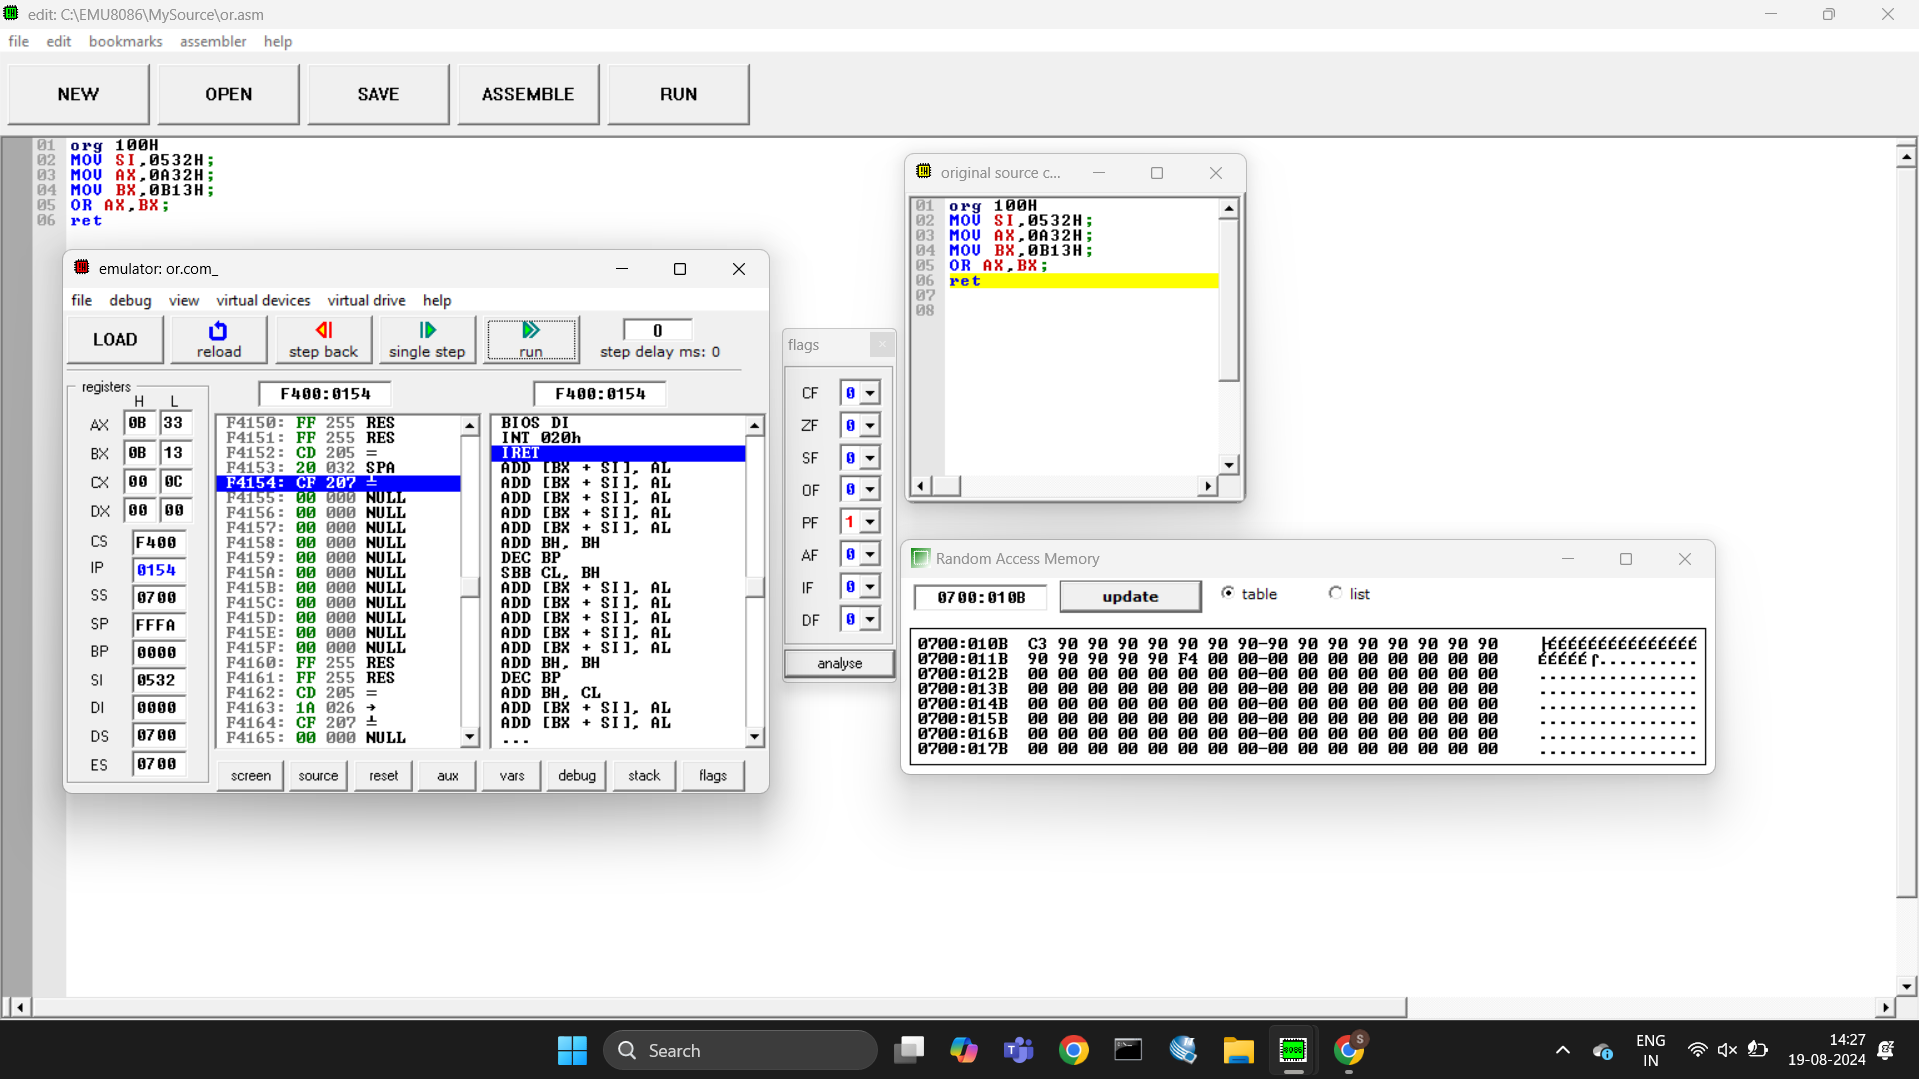 edit: C:\EMU8086\MySource\or.asm
file edit bookmarks assembler help
NEW OPEN SAVE ASSEMBLE RUN
01 org 100H
02 MOV SI,0532H;
03 MOV AX,0A32H;
04 MOV BX,0B13H;
05 OR AX,BX;
06 ret
emulator: or.com_
file debug view virtual devices virtual drive help
LOAD reload step back single step run 0
step delay ms: 0
registers F400:0154 F400:0154
H L
AX 0B 33
BX 0B 13
CX 00 0C
DX 00 00
CS F400
IP 0154
SS 0700
SP FFFA
BP 0000
SI 0532
DI 0000
DS 0700
ES 0700
F4150: FF 255 RES
F4151: FF 255 RES
F4152: CD 205 =
F4153: 20 032 SPA
F4154: CF 207 ╧
F4155: 00 000 NULL
F4156: 00 000 NULL
F4157: 00 000 NULL
F4158: 00 000 NULL
F4159: 00 000 NULL
F415A: 00 000 NULL
F415B: 00 000 NULL
F415C: 00 000 NULL
F415D: 00 000 NULL
F415E: 00 000 NULL
F415F: 00 000 NULL
F4160: FF 255 RES
F4161: FF 255 RES
F4162: CD 205 =
F4163: 1A 026 →
F4164: CF 207 ╧
F4165: 00 000 NULL
BIOS DI
INT 020h
IRET
ADD [BX + SI], AL
ADD [BX + SI], AL
ADD [BX + SI], AL
ADD [BX + SI], AL
ADD [BX + SI], AL
ADD BH, BH
DEC BP
SBB CL, BH
ADD [BX + SI], AL
ADD [BX + SI], AL
ADD [BX + SI], AL
ADD [BX + SI], AL
ADD [BX + SI], AL
ADD BH, BH
DEC BP
ADD BH, CL
ADD [BX + SI], AL
ADD [BX + SI], AL
...
screen source reset aux vars debug stack flags
flags
CF 0
ZF 0
SF 0
OF 0
PF 1
AF 0
IF 0
DF 0
analyse
original source c...
01 org 100H
02 MOV SI,0532H;
03 MOV AX,0A32H;
04 MOV BX,0B13H;
05 OR AX,BX;
06 ret
07
08
Random Access Memory
0700:010B update table list
0700:010B C3 90 90 90 90 90 90 90-90 90 90 90 90 90 90 90 ├ÉÉÉÉÉÉÉÉÉÉÉÉÉÉÉ
0700:011B 90 90 90 90 90 F4 00 00-00 00 00 00 00 00 00 00 ÉÉÉÉÉ⌠..........
0700:012B 00 00 00 00 00 00 00 00-00 00 00 00 00 00 00 00 ................
0700:013B 00 00 00 00 00 00 00 00-00 00 00 00 00 00 00 00 ................
0700:014B 00 00 00 00 00 00 00 00-00 00 00 00 00 00 00 00 ................
0700:015B 00 00 00 00 00 00 00 00-00 00 00 00 00 00 00 00 ................
0700:016B 00 00 00 00 00 00 00 00-00 00 00 00 00 00 00 00 ................
0700:017B 00 00 00 00 00 00 00 00-00 00 00 00 00 00 00 00 ................
Search
ENG
IN
14:27
19-08-2024